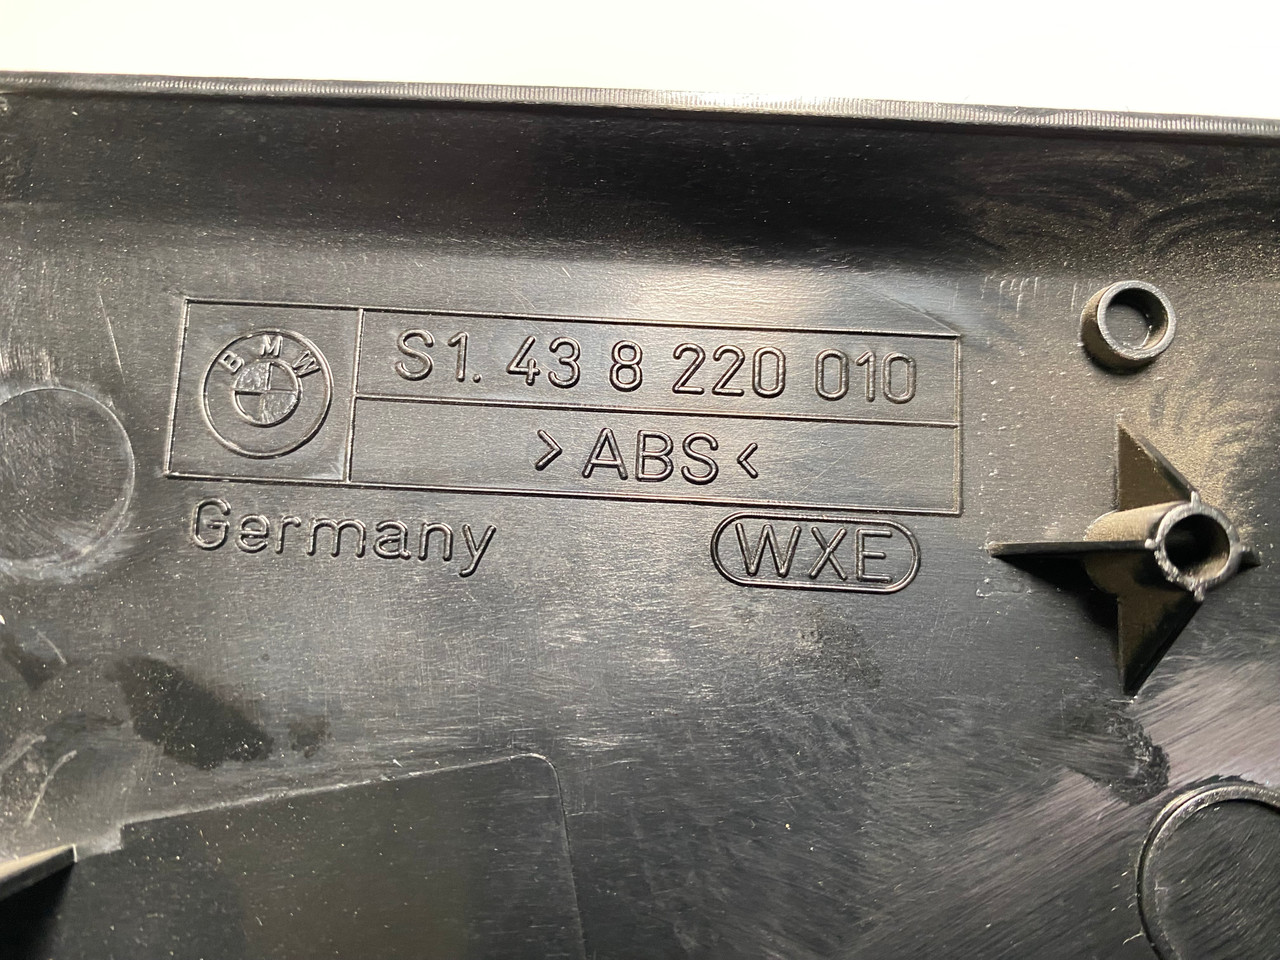 BMW
S1. 43 8 220 010
>ABS<
Germany
WXE